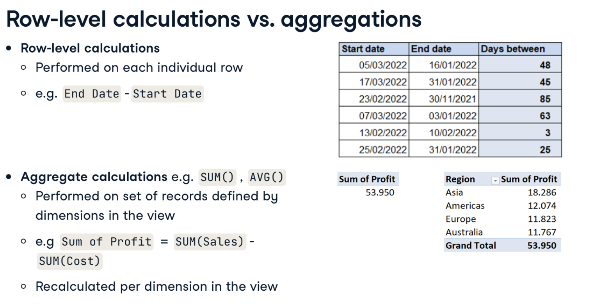 Row-level calculations vs. aggregations
• Row-level calculations
○ Performed on each individual row
○ e.g. End Date - Start Date
Start date End date Days between
05/03/2022 16/01/2022 48
17/03/2022 31/01/2022 45
23/02/2022 30/11/2021 85
07/03/2022 03/01/2022 63
13/02/2022 10/02/2022 3
25/02/2022 31/01/2022 25
• Aggregate calculations e.g. SUM() , AVG()
○ Performed on set of records defined by
dimensions in the view
○ e.g Sum of Profit = SUM(Sales) -
SUM(Cost)
○ Recalculated per dimension in the view
Sum of Profit
53.950
Region Sum of Profit
Asia 18.286
Americas 12.074
Europe 11.823
Australia 11.767
Grand Total 53.950